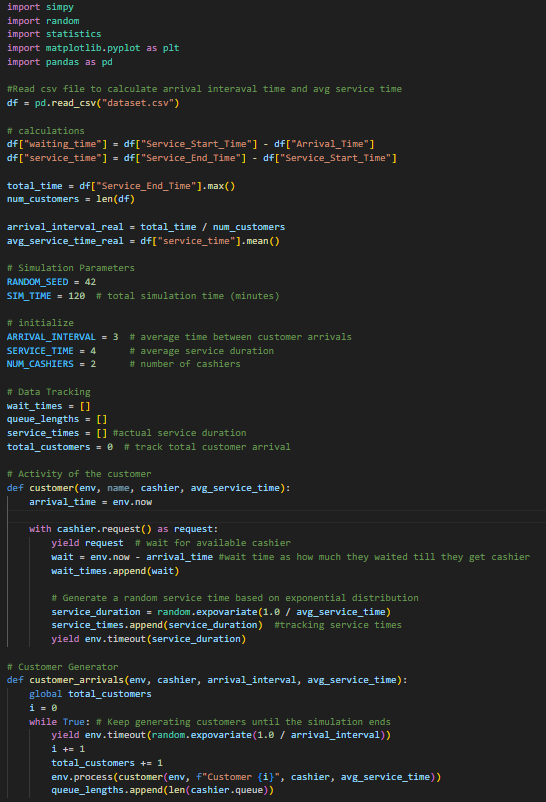 import simpy
import random
import statistics
import matplotlib.pyplot as plt
import pandas as pd

#Read csv file to calculate arrival interaval time and avg service time
df = pd.read_csv("dataset.csv")

# calculations
df["waiting_time"] = df["Service_Start_Time"] - df["Arrival_Time"]
df["service_time"] = df["Service_End_Time"] - df["Service_Start_Time"]

total_time = df["Service_End_Time"].max()
num_customers = len(df)

arrival_interval_real = total_time / num_customers
avg_service_time_real = df["service_time"].mean()

# Simulation Parameters
RANDOM_SEED = 42
SIM_TIME = 120  # total simulation time (minutes)

# initialize
ARRIVAL_INTERVAL = 3  # average time between customer arrivals
SERVICE_TIME = 4      # average service duration
NUM_CASHIERS = 2      # number of cashiers

# Data Tracking
wait_times = []
queue_lengths = []
service_times = [] #actual service duration
total_customers = 0  # track total customer arrival

# Activity of the customer
def customer(env, name, cashier, avg_service_time):
    arrival_time = env.now

    with cashier.request() as request:
        yield request  # wait for available cashier
        wait = env.now - arrival_time #wait time as how much they waited till they get cashier
        wait_times.append(wait)

        # Generate a random service time based on exponential distribution
        service_duration = random.expovariate(1.0 / avg_service_time)
        service_times.append(service_duration)  #tracking service times
        yield env.timeout(service_duration)

# Customer Generator
def customer_arrivals(env, cashier, arrival_interval, avg_service_time):
    global total_customers
    i = 0
    while True: # Keep generating customers until the simulation ends
        yield env.timeout(random.expovariate(1.0 / arrival_interval))
        i += 1
        total_customers += 1
        env.process(customer(env, f"Customer {i}", cashier, avg_service_time))
        queue_lengths.append(len(cashier.queue))